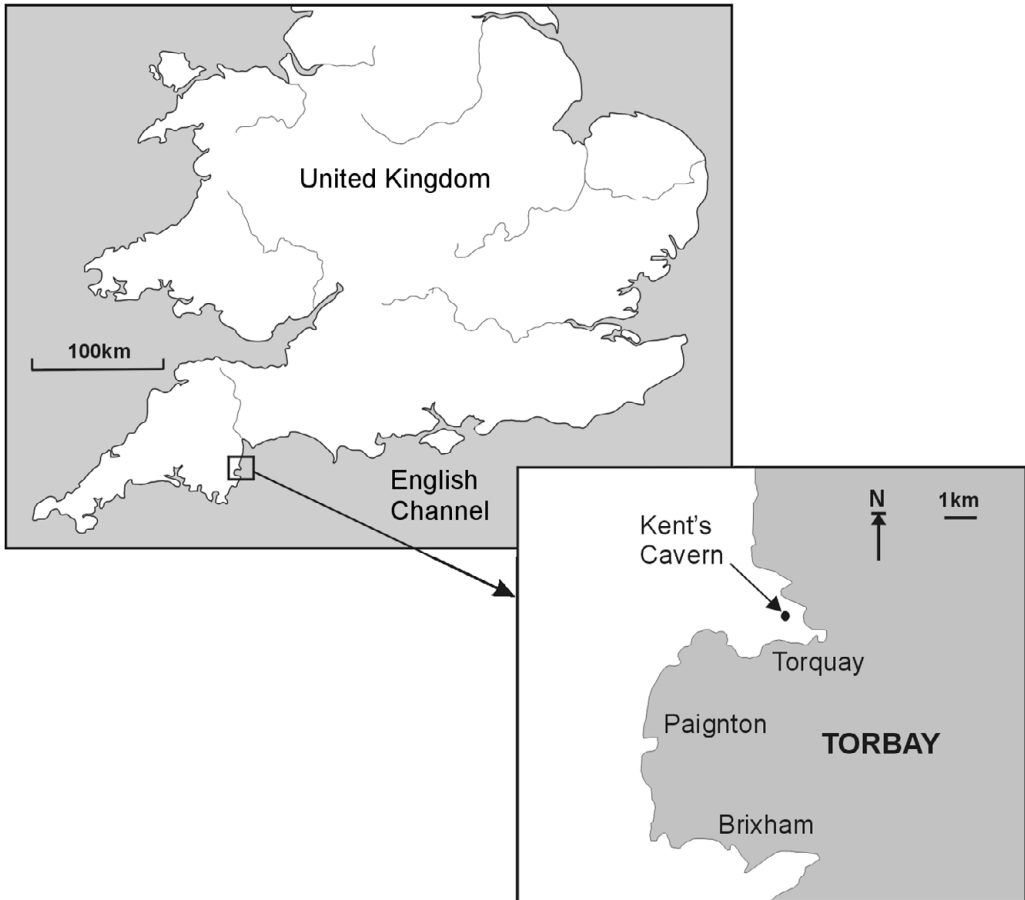 United Kingdom
100km
English
Channel
N
1km
Kent's
Cavern
Torquay
Paignton
TORBAY
Brixham